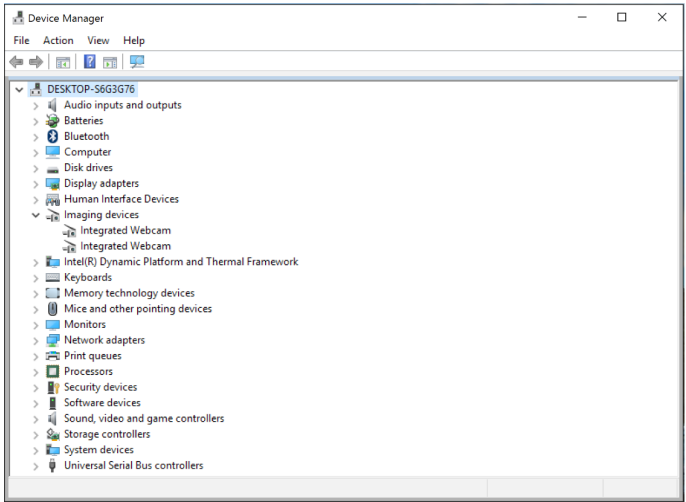 Device Manager
File Action View Help
DESKTOP-S6G3G76
Audio inputs and outputs
Batteries
Bluetooth
Computer
Disk drives
Display adapters
Human Interface Devices
Imaging devices
Integrated Webcam
Integrated Webcam
Intel(R) Dynamic Platform and Thermal Framework
Keyboards
Memory technology devices
Mice and other pointing devices
Monitors
Network adapters
Print queues
Processors
Security devices
Software devices
Sound, video and game controllers
Storage controllers
System devices
Universal Serial Bus controllers